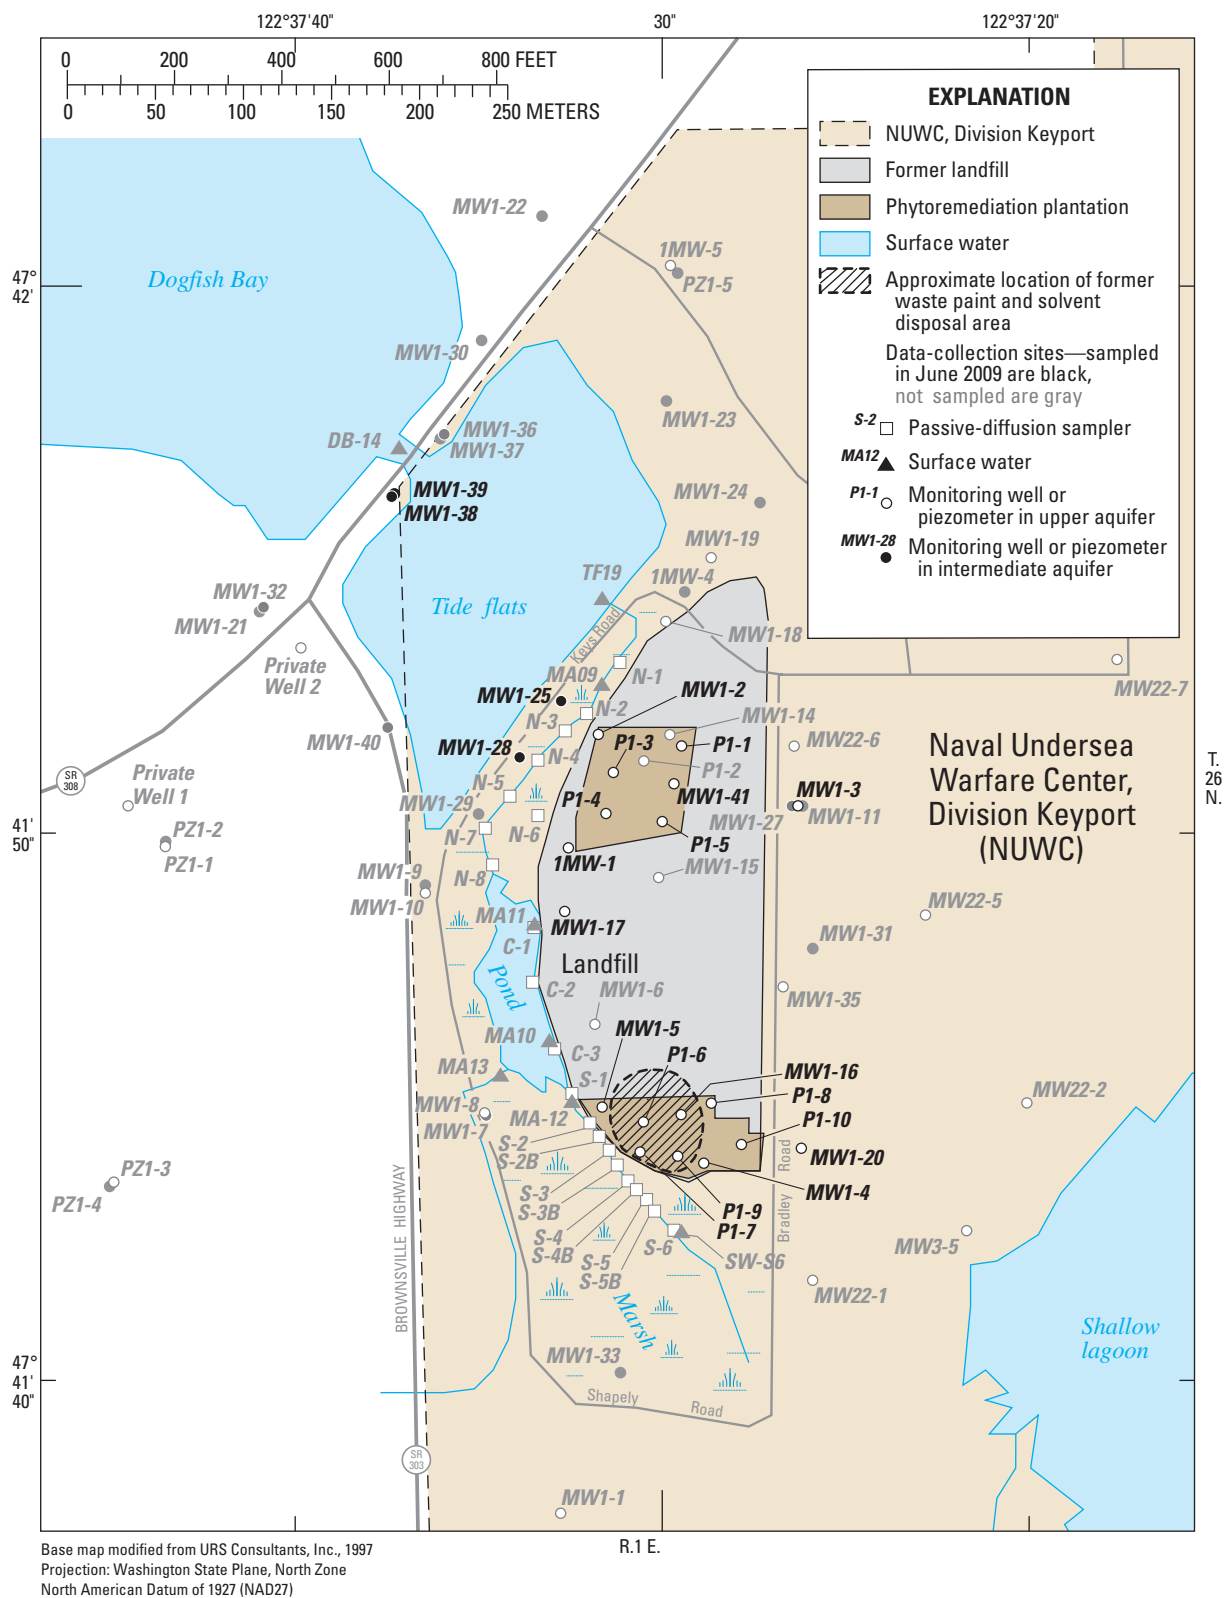 122°37'40"
30"
122°37'20"
0 200 400 600 800 FEET
0 50 100 150 200 250 METERS
EXPLANATION
NUWC, Division Keyport
Former landfill
Phytoremediation plantation
Surface water
Approximate location of former
waste paint and solvent
disposal area
Data-collection sites—sampled
in June 2009 are black,
not sampled are gray
S-2
Passive-diffusion sampler
MA12
Surface water
P1-1
Monitoring well or
piezometer in upper aquifer
MW1-28
Monitoring well or piezometer
in intermediate aquifer
MW1-22
1MW-5
PZ1-5
47°
42'
Dogfish Bay
MW1-30
MW1-23
DB-14
MW1-36
MW1-37
MW1-39
MW1-38
MW1-24
MW1-19
TF19
1MW-4
MW1-32
MW1-21
Tide flats
Keys Road
MW1-18
Private
Well 2
N-1
MA09
MW1-2
MW22-7
MW1-25
N-2
N-3
MW1-14
MW1-40
MW1-28
P1-3
P1-1
MW22-6
N-4
P1-2
Naval Undersea
Warfare Center,
Division Keyport
(NUWC)
T.
26
N.
SR
308
Private
Well 1
N-5
P1-4
MW1-41
MW1-3
MW1-29
MW1-27
MW1-11
41'
50"
PZ1-2
PZ1-1
N-7
N-6
P1-5
1MW-1
MW1-15
MW1-9
MW1-10
N-8
MA11
MW1-17
MW22-5
C-1
MW1-31
Landfill
Pond
C-2
MW1-6
MW1-35
MW1-5
MA10
P1-6
C-3
MW1-16
MA13
S-1
P1-8
MW22-2
MW1-8
MW1-7
MA-12
P1-10
S-2
S-2B
MW1-20
PZ1-3
PZ1-4
S-3
S-3B
MW1-4
P1-9
P1-7
Bradley Road
BROWNSVILLE HIGHWAY
S-4
S-4B
S-5
S-5B
S-6
SW-S6
MW3-5
MW22-1
Marsh
Shallow
lagoon
MW1-33
47°
41'
40"
Shapely Road
SR
303
MW1-1
R.1 E.
Base map modified from URS Consultants, Inc., 1997
Projection: Washington State Plane, North Zone
North American Datum of 1927 (NAD27)